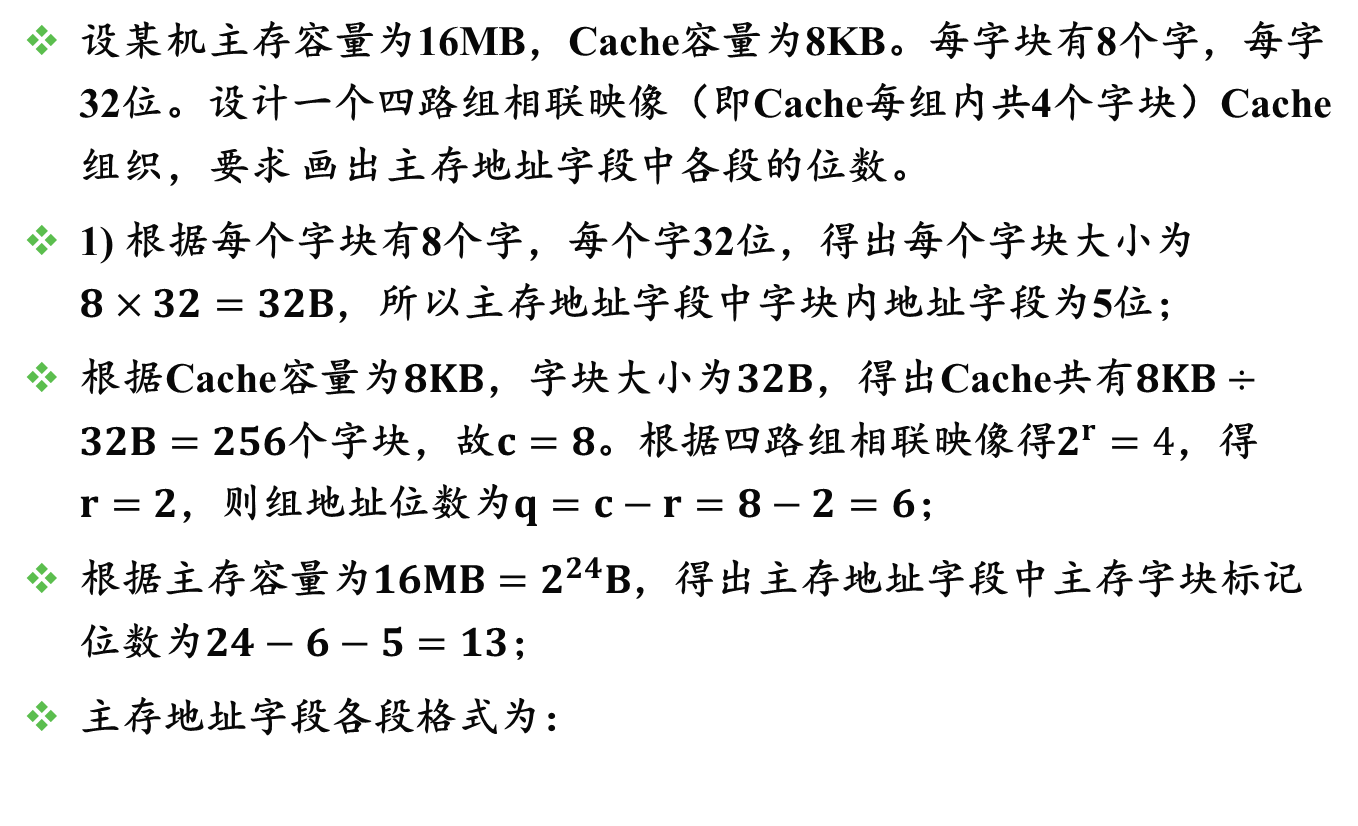 ❖ 设某机主存容量为16MB，Cache容量为8KB。每字块有8个字，每字
32位。设计一个四路组相联映像（即Cache每组内共4个字块）Cache
组织，要求画出主存地址字段中各段的位数。
❖ 1) 根据每个字块有8个字，每个字32位，得出每个字块大小为
8 × 32 = 32B，所以主存地址字段中字块内地址字段为5位；
❖ 根据Cache容量为8KB，字块大小为32B，得出Cache共有8KB ÷
32B = 256个字块，故c = 8。根据四路组相联映像得2^r = 4，得
r = 2，则组地址位数为q = c − r = 8 − 2 = 6；
❖ 根据主存容量为16MB = 2^24B，得出主存地址字段中主存字块标记
位数为24 − 6 − 5 = 13；
❖ 主存地址字段各段格式为：